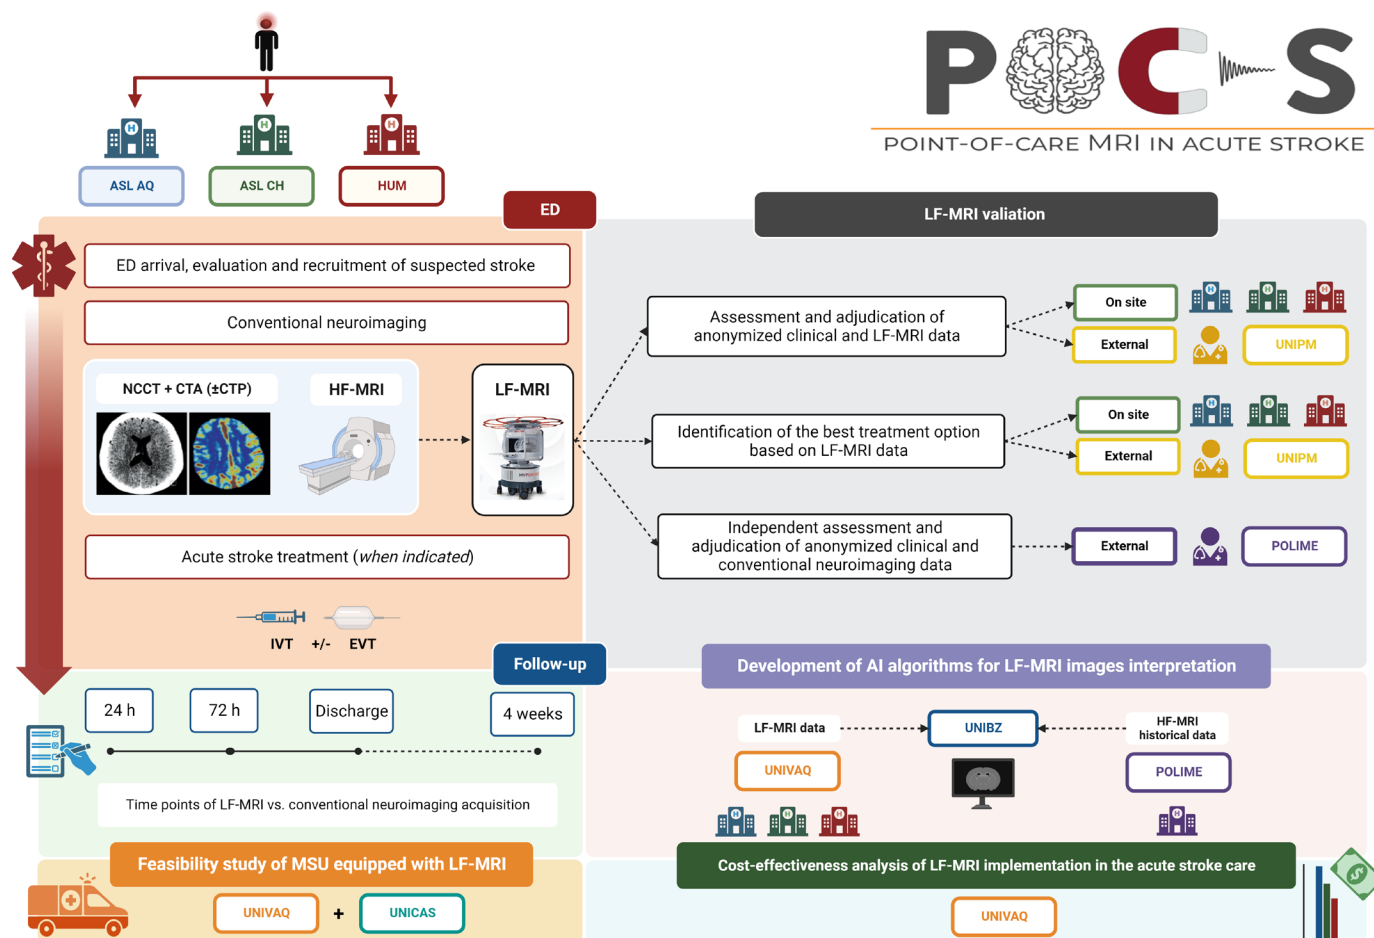 P C S
POINT-OF-CARE MRI IN ACUTE STROKE
H
H
H
ASL AQ
ASL CH
HUM
ED
ED arrival, evaluation and recruitment of suspected stroke
Conventional neuroimaging
NCCT + CTA (±CTP)
HF-MRI
LF-MRI
Acute stroke treatment (when indicated)
IVT +/- EVT
LF-MRI valiation
Assessment and adjudication of
anonymized clinical and LF-MRI data
On site
H
H
H
External
UNIPM
Identification of the best treatment option
based on LF-MRI data
On site
H
H
H
External
UNIPM
Independent assessment and
adjudication of anonymized clinical and
conventional neuroimaging data
External
POLIME
Follow-up
24 h
72 h
Discharge
4 weeks
Time points of LF-MRI vs. conventional neuroimaging acquisition
Development of AI algorithms for LF-MRI images interpretation
LF-MRI data
UNIBZ
HF-MRI
historical data
UNIVAQ
POLIME
H
H
H
H
Feasibility study of MSU equipped with LF-MRI
UNIVAQ + UNICAS
Cost-effectiveness analysis of LF-MRI implementation in the acute stroke care
UNIVAQ
$